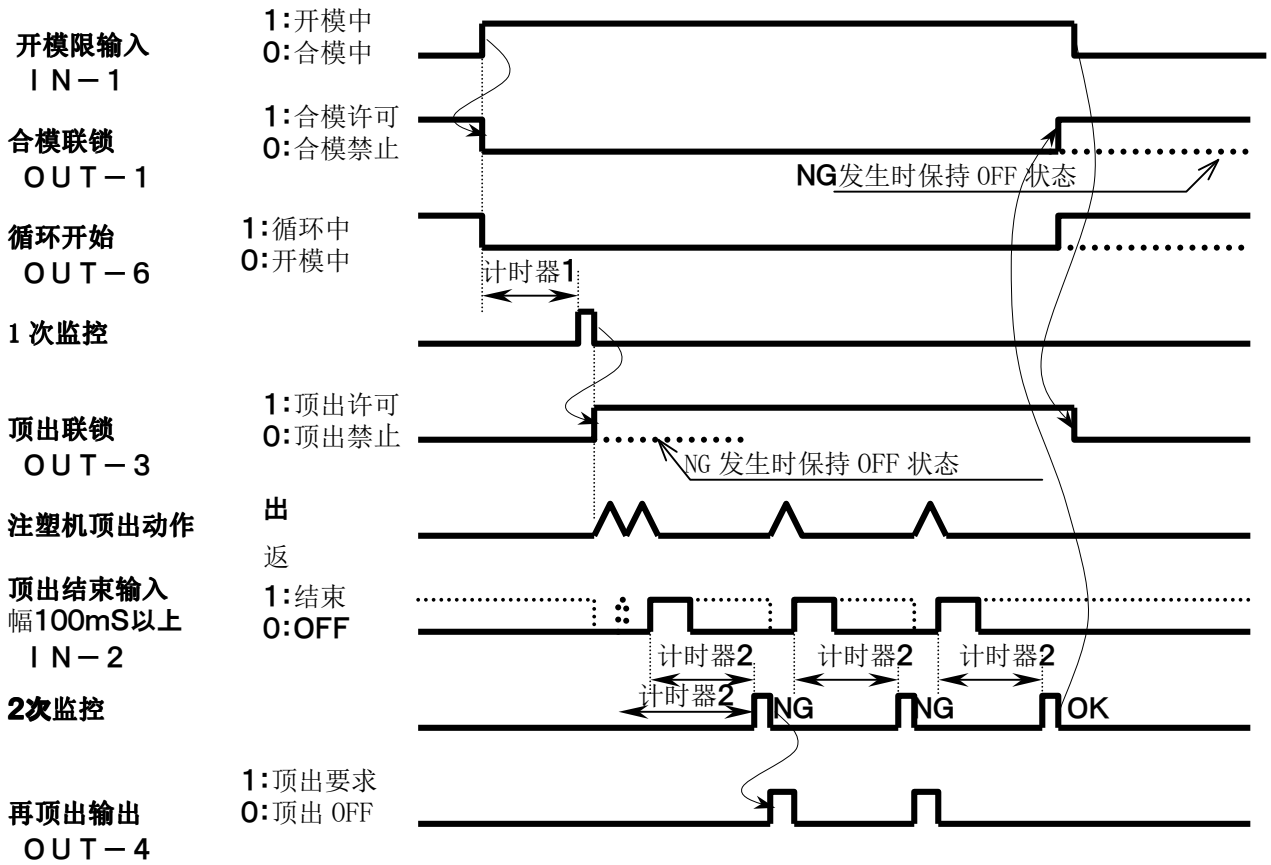 1:开模中
开模限输入
0:合模中
IN-1
1:合模许可
合模联锁
0:合模禁止
OUT-1
NG发生时保持 OFF 状态
1:循环中
循环开始
0:开模中
OUT-6
计时器1
1 次监控
1:顶出许可
顶出联锁
0:顶出禁止
OUT-3
NG 发生时保持 OFF 状态
出
注塑机顶出动作
返
顶出结束输入
1:结束
幅100mS以上
0:OFF
IN-2
计时器2
计时器2
计时器2
计时器2
2次监控
NG
NG
OK
1:顶出要求
再顶出输出
0:顶出 OFF
OUT-4